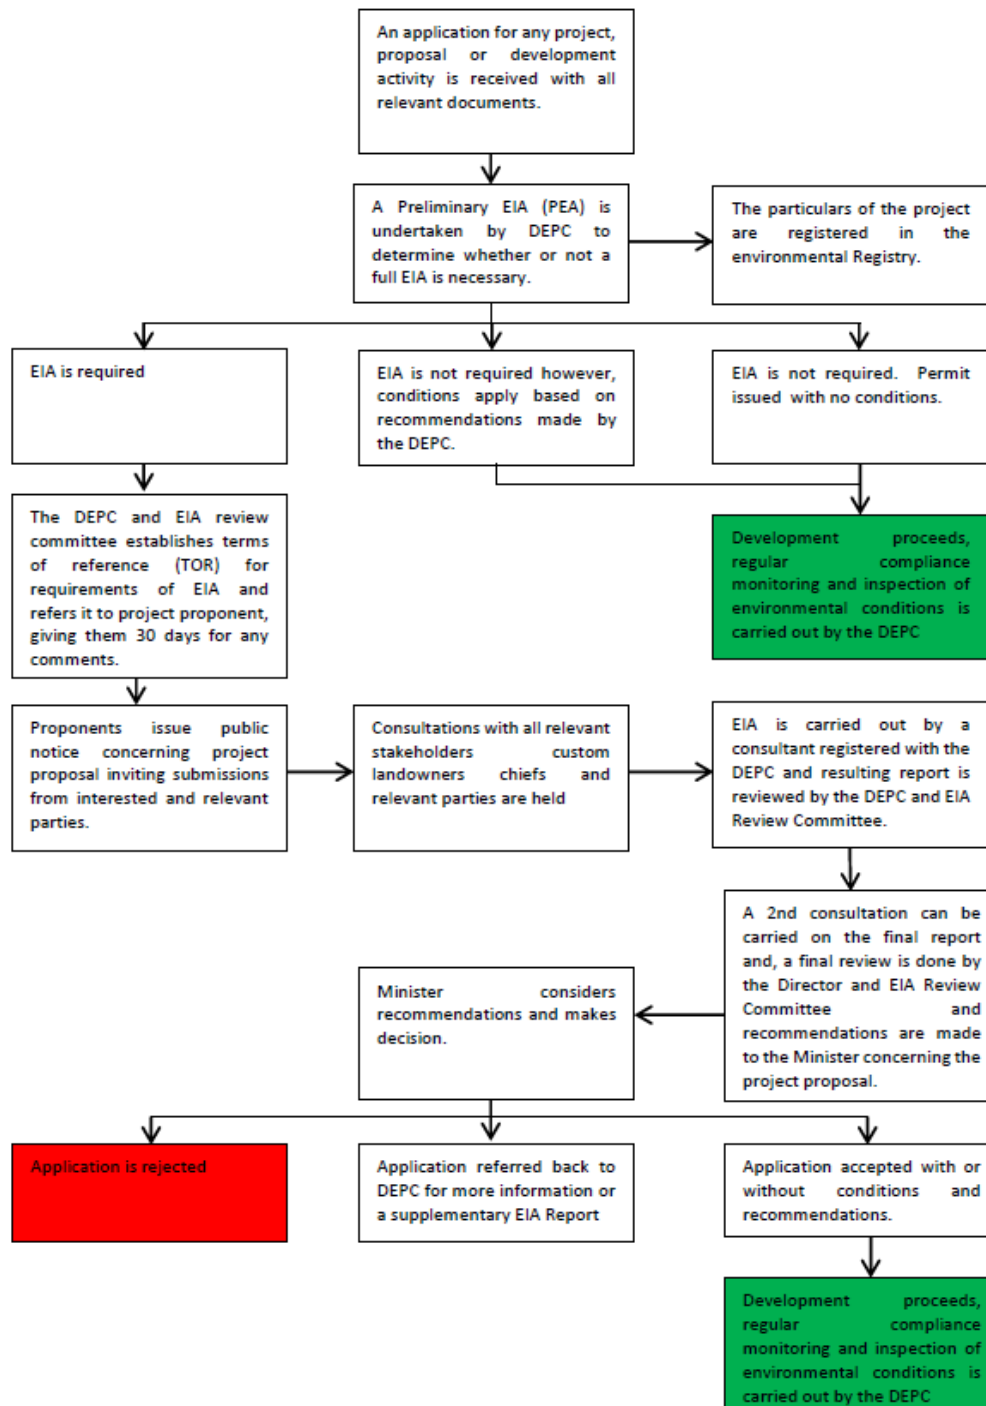 An application for any project,
proposal or development
activity is received with all
relevant documents.
A Preliminary EIA (PEA) is
undertaken by DEPC to
determine whether or not a
full EIA is necessary.
The particulars of the project
are registered in the
environmental Registry.
EIA is required
EIA is not required however,
conditions apply based on
recommendations made by
the DEPC.
EIA is not required. Permit
issued with no conditions.
The DEPC and EIA review
committee establishes terms
of reference (TOR) for
requirements of EIA and
refers it to project proponent,
giving them 30 days for any
comments.
Development proceeds,
regular compliance
monitoring and inspection of
environmental conditions is
carried out by the DEPC
Proponents issue public
notice concerning project
proposal inviting submissions
from interested and relevant
parties.
Consultations with all relevant
stakeholders custom
landowners chiefs and
relevant parties are held
EIA is carried out by a
consultant registered with the
DEPC and resulting report is
reviewed by the DEPC and EIA
Review Committee.
A 2nd consultation can be
carried on the final report
and, a final review is done by
the Director and EIA Review
Committee and
recommendations are made
to the Minister concerning the
project proposal.
Minister considers
recommendations and makes
decision.
Application is rejected
Application referred back to
DEPC for more information or
a supplementary EIA Report
Application accepted with or
without conditions and
recommendations.
Development proceeds,
regular compliance
monitoring and inspection of
environmental conditions is
carried out by the DEPC